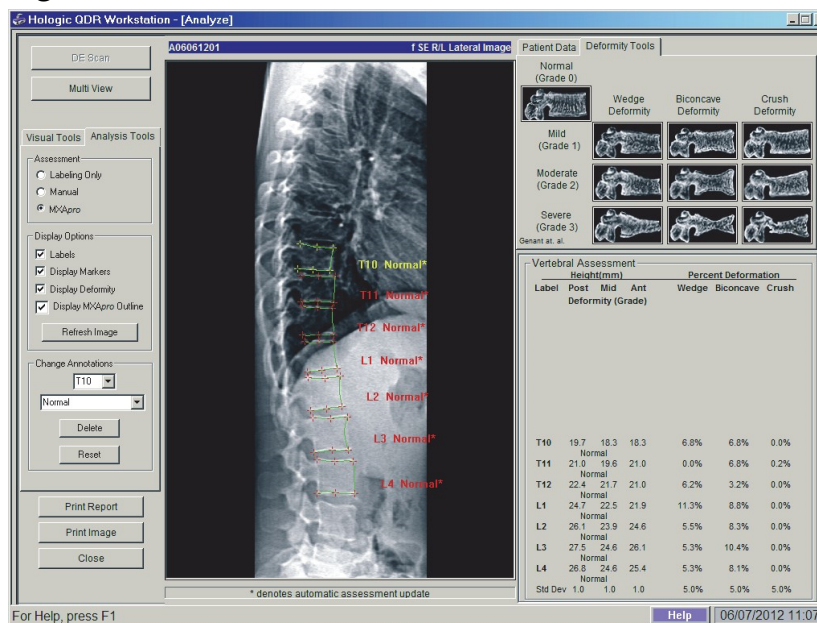 Hologic QDR Workstation - [Analyze]
DE Scan
Multi View
Visual Tools Analysis Tools
Assessment
Labeling Only
Manual
MXApro
Display Options
Labels
Display Markers
Display Deformity
Display MXApro Outline
Refresh Image
Change Annotations
T10
Normal
Delete
Reset
Print Report
Print Image
Close
A06061201 f SE R/L Lateral Image
T10 Normal*
T11 Normal*
T12 Normal*
L1 Normal*
L2 Normal*
L3 Normal*
L4 Normal*
* denotes automatic assessment update
Patient Data Deformity Tools
Normal
(Grade 0)
Wedge Biconcave Crush
Deformity Deformity Deformity
Mild
(Grade 1)
Moderate
(Grade 2)
Severe
(Grade 3)
Genant at. al.
Vertebral Assessment
Height(mm) Percent Deformation
Label Post Mid Ant Wedge Biconcave Crush
Deformity (Grade)
T10 19.7 18.3 18.3 6.8% 6.8% 0.0%
Normal
T11 21.0 19.6 21.0 0.0% 6.8% 0.2%
Normal
T12 22.4 21.7 21.0 6.2% 3.2% 0.0%
Normal
L1 24.7 22.5 21.9 11.3% 8.8% 0.0%
Normal
L2 26.1 23.9 24.6 5.5% 8.3% 0.0%
Normal
L3 27.5 24.6 26.1 5.3% 10.4% 0.0%
Normal
L4 26.8 24.6 25.4 5.3% 8.1% 0.0%
Normal
Std Dev 1.0 1.0 1.0 5.0% 5.0% 5.0%
For Help, press F1 Help 06/07/2012 11:07